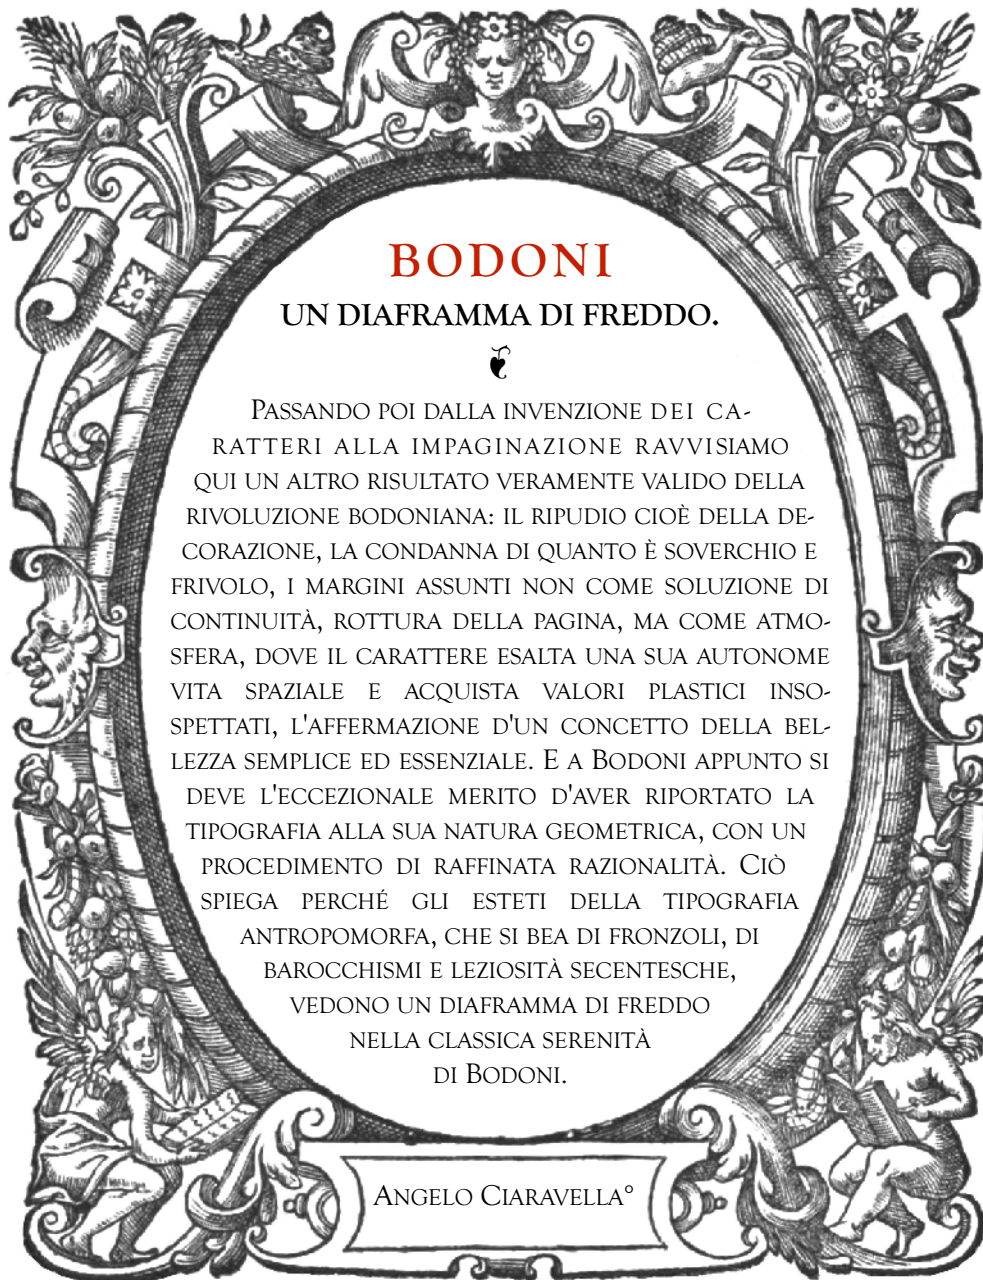 BODONI
UN DIAFRAMMA DI FREDDO.
PASSANDO POI DALLA INVENZIONE DEI CA-
RATTERI ALLA IMPAGINAZIONE RAVVISIAMO
QUI UN ALTRO RISULTATO VERAMENTE VALIDO DELLA
RIVOLUZIONE BODONIANA: IL RIPUDIO CIOÈ DELLA DE-
CORAZIONE, LA CONDANNA DI QUANTO È SOVERCHIO E
FRIVOLO, I MARGINI ASSUNTI NON COME SOLUZIONE DI
CONTINUITÀ, ROTTURA DELLA PAGINA, MA COME ATMO-
SFERA, DOVE IL CARATTERE ESALTA UNA SUA AUTONOME
VITA SPAZIALE E ACQUISTA VALORI PLASTICI INSO-
SPETTATI, L'AFFERMAZIONE D'UN CONCETTO DELLA BEL-
LEZZA SEMPLICE ED ESSENZIALE. E A BODONI APPUNTO SI
DEVE L'ECCEZIONALE MERITO D'AVER RIPORTATO LA
TIPOGRAFIA ALLA SUA NATURA GEOMETRICA, CON UN
PROCEDIMENTO DI RAFFINATA RAZIONALITÀ. CIÒ
SPIEGA PERCHÉ GLI ESTETI DELLA TIPOGRAFIA
ANTROPOMORFA, CHE SI BEA DI FRONZOLI, DI
BAROCCHISMI E LEZIOSITÀ SECENTESCHE,
VEDONO UN DIAFRAMMA DI FREDDO
NELLA CLASSICA SERENITÀ
DI BODONI.
ANGELO CIARAVELLA°